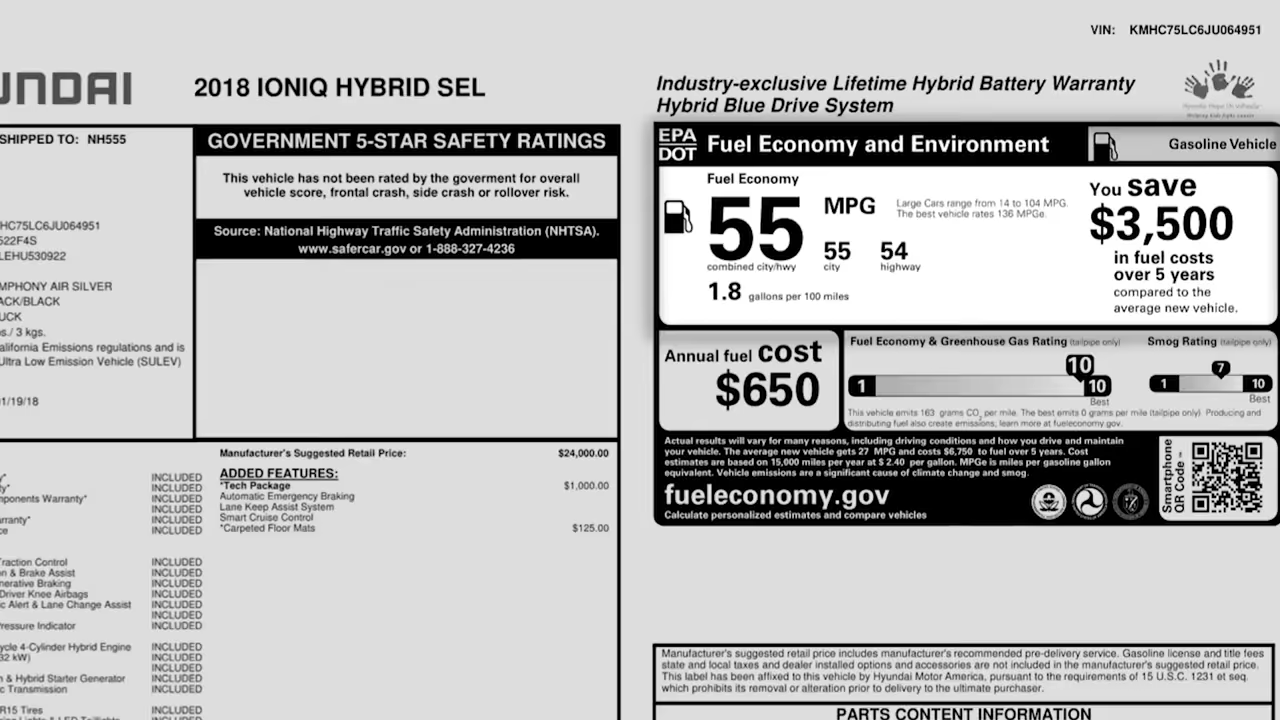 VIN: KMHC75LC6JU064951
UNDAI
2018 IONIQ HYBRID SEL
Industry-exclusive Lifetime Hybrid Battery Warranty
Hybrid Blue Drive System
SHIPPED TO: NH555
HC75LC6JU064951
522F4S
LEHU530922
MPHONY AIR SILVER
ACK/BLACK
UCK
os./ 3 kgs.
alifornia Emissions regulations and is
Ultra Low Emission Vehicle (SULEV)
01/19/18
GOVERNMENT 5-STAR SAFETY RATINGS
This vehicle has not been rated by the goverment for overall
vehicle score, frontal crash, side crash or rollover risk.
Source: National Highway Traffic Safety Administration (NHTSA).
www.safercar.gov or 1-888-327-4236
EPA
DOT
Fuel Economy and Environment
Gasoline Vehicle
Fuel Economy
55
MPG
Large Cars range from 14 to 104 MPG.
The best vehicle rates 136 MPGe.
combined city/hwy
55
city
54
highway
1.8 gallons per 100 miles
You save
$3,500
in fuel costs
over 5 years
compared to the
average new vehicle.
Annual fuel cost
$650
Fuel Economy & Greenhouse Gas Rating (tailpipe only)
10
1
10
Best
Smog Rating (tailpipe only)
7
1
10
Best
This vehicle emits 163 grams CO2 per mile. The best emits 0 grams per mile (tailpipe only) Producing and
distributing fuel also create emissions; learn more at fueleconomy.gov.
Actual results will vary for many reasons, including driving conditions and how you drive and maintain
your vehicle. The average new vehicle gets 27 MPG and costs $6,750 to fuel over 5 years. Cost
estimates are based on 15,000 miles per year at $ 2.40 per gallon. MPGe is miles per gasoline gallon
equivalent. Vehicle emissions are a significant cause of climate change and smog.
fueleconomy.gov
Calculate personalized estimates and compare vehicles
Smartphone
QR Code
Manufacturer's Suggested Retail Price: $24,000.00
ADDED FEATURES:
*Tech Package $1,000.00
Automatic Emergency Braking
Lane Keep Assist System
Smart Cruise Control
*Carpeted Floor Mats $125.00
INCLUDED
INCLUDED
omponents Warranty* INCLUDED
INCLUDED
arranty* INCLUDED
ce INCLUDED
Traction Control INCLUDED
on & Brake Assist INCLUDED
nerative Braking INCLUDED
Driver Knee Airbags INCLUDED
ic Alert & Lane Change Assist INCLUDED
INCLUDED
Pressure Indicator INCLUDED
ycle 4-Cylinder Hybrid Engine INCLUDED
32 kW) INCLUDED
INCLUDED
n & Hybrid Starter Generator INCLUDED
ic Transmission INCLUDED
R15 Tires INCLUDED
Manufacturer's suggested retail price includes manufacturer's recommended pre-delivery service. Gasoline license and title fees
state and local taxes and dealer installed options and accessories are not included in the manufacturer's suggested retail price.
This label has been affixed to this vehicle by Hyundai Motor America, pursuant to the requirements of 15 U.S.C. 1231 et seq.
which prohibits its removal or alteration prior to delivery to the ultimate purchaser.
PARTS CONTENT INFORMATION